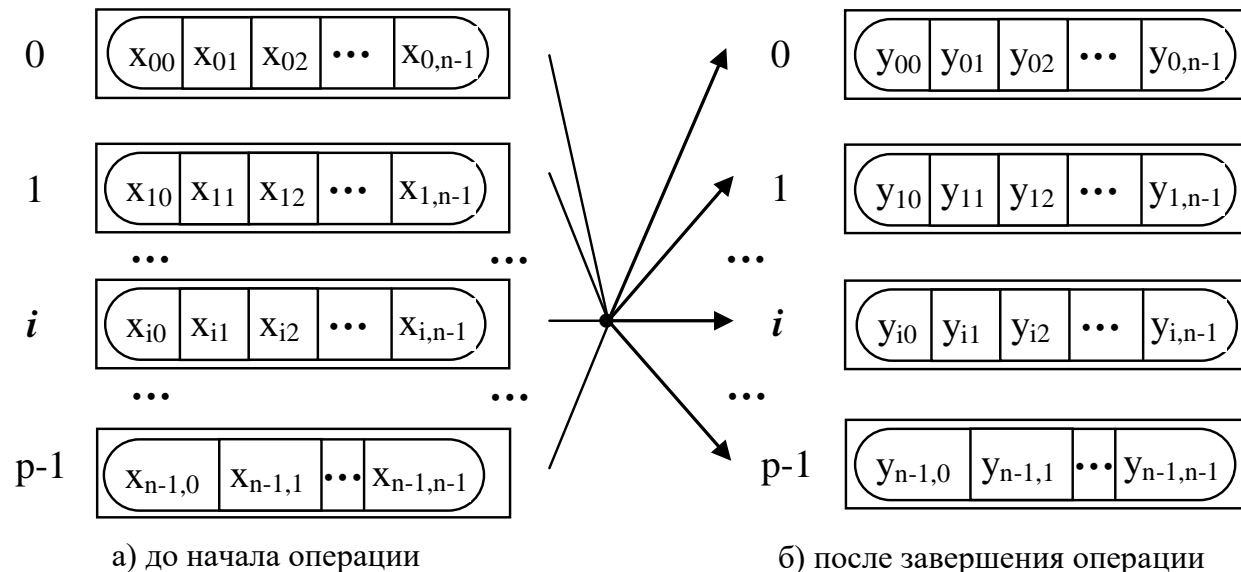 0 x00 x01 x02 ••• x0,n-1 0 y00 y01 y02 ••• y0,n-1
1 x10 x11 x12 ••• x1,n-1 1 y10 y11 y12 ••• y1,n-1
••• ••• •••
i xi0 xi1 xi2 ••• xi,n-1 i yi0 yi1 yi2 ••• yi,n-1
••• ••• •••
p-1 xn-1,0 xn-1,1 ••• xn-1,n-1 p-1 yn-1,0 yn-1,1 ••• yn-1,n-1
а) до начала операции б) после завершения операции